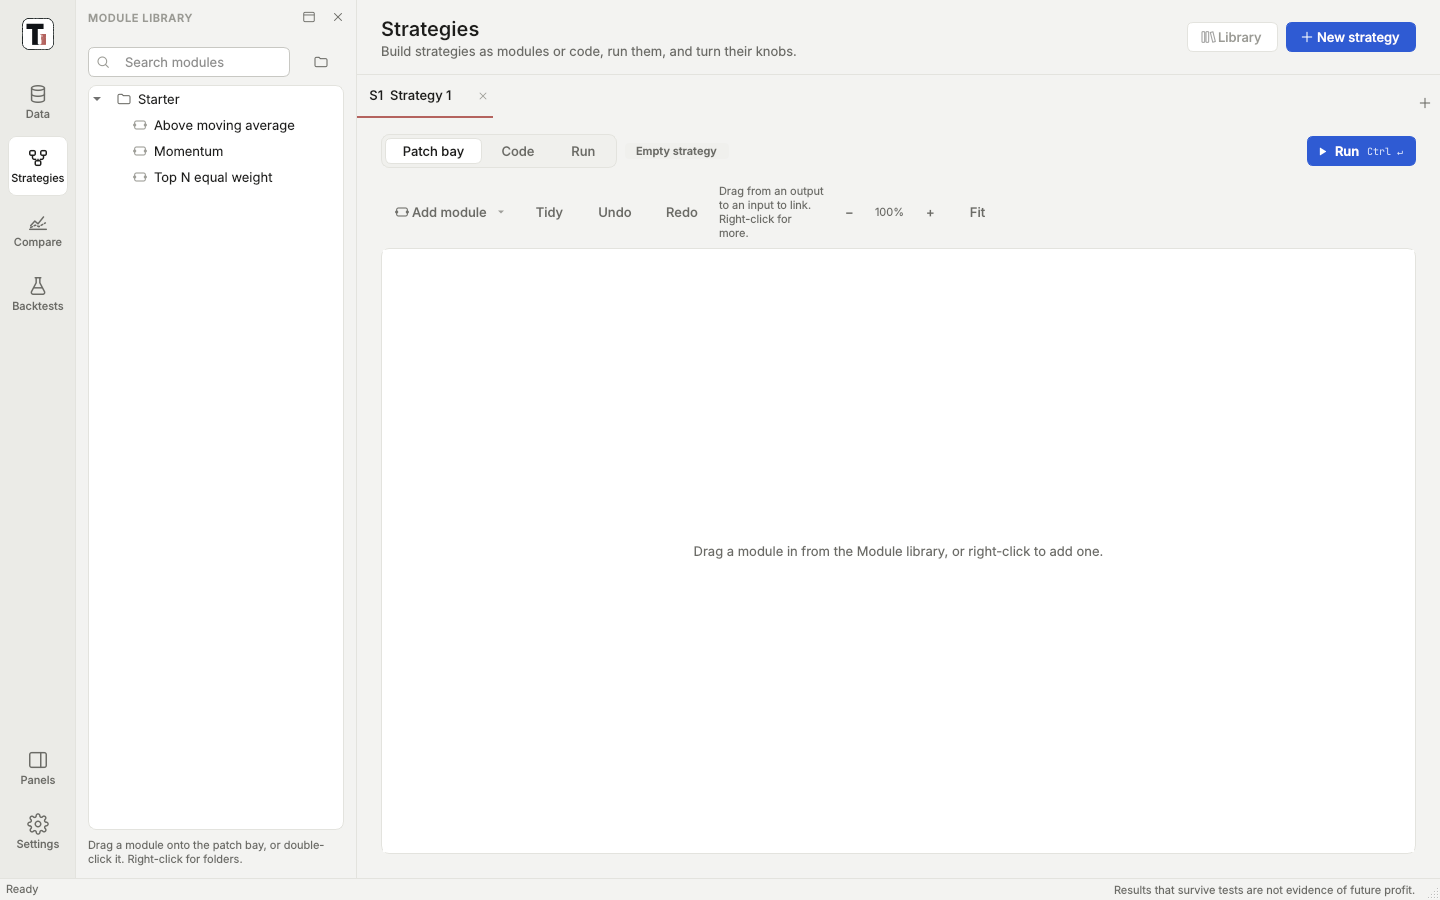 Ti
MODULE LIBRARY
Search modules
Starter
Above moving average
Momentum
Top N equal weight
Drag a module onto the patch bay, or double-
click it. Right-click for folders.
Data
Strategies
Compare
Backtests
Panels
Settings
Strategies
Build strategies as modules or code, run them, and turn their knobs.
Library
+ New strategy
S1 Strategy 1
Patch bay
Code
Run
Empty strategy
Run Ctrl ↵
Add module
Tidy
Undo
Redo
Drag from an output
to an input to link.
Right-click for
more.
−
100%
+
Fit
Drag a module in from the Module library, or right-click to add one.
Ready
Results that survive tests are not evidence of future profit.